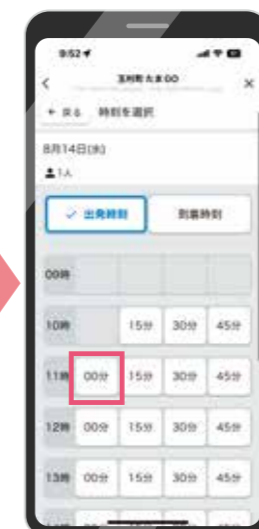 9:52
玉村町たまGO
← 戻る 時刻を選択
8月14日(水)
1人
✓ 出発時刻 到着時刻
09時
10時 15分 30分 45分
11時 00分 15分 30分 45分
12時 00分 15分 30分 45分
13時 00分 15分 30分 45分